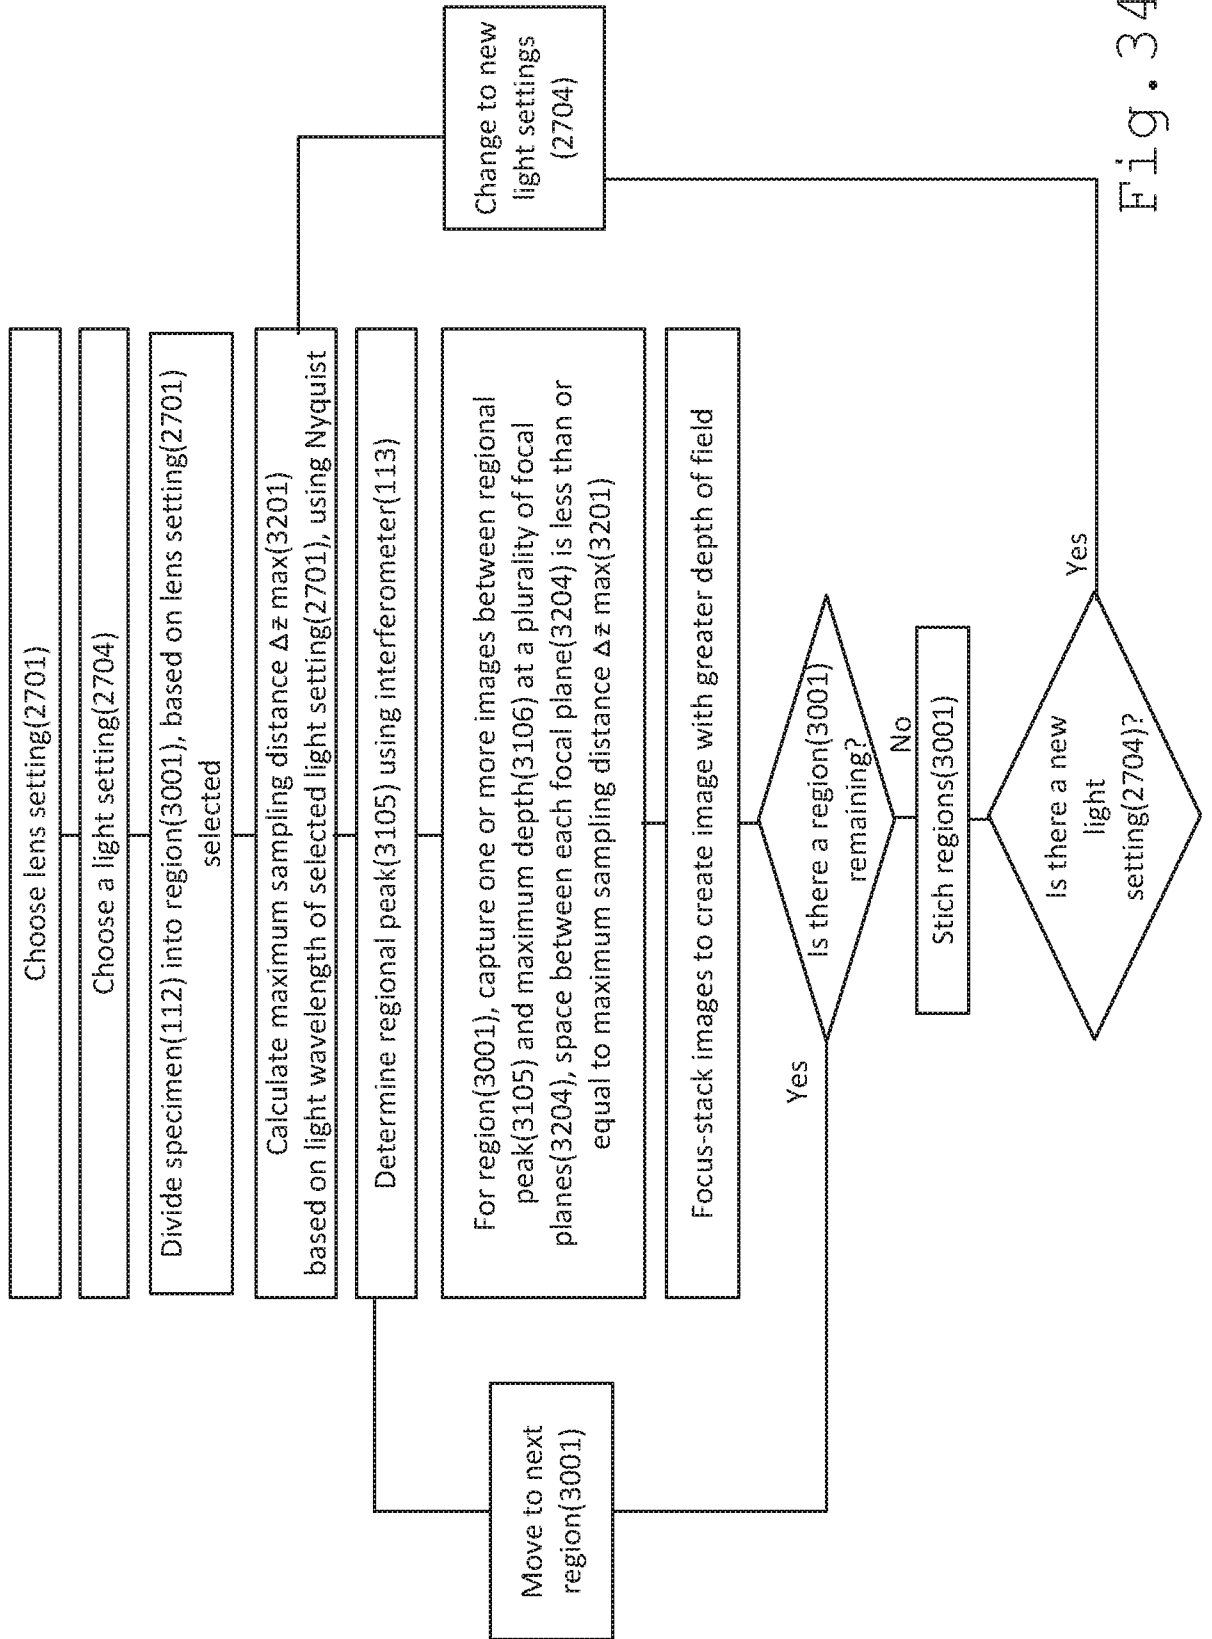 Choose lens setting(2701)
Choose a light setting(2704)
Divide specimen(112) into region(3001), based on lens setting(2701)
selected
Calculate maximum sampling distance Δz max(3201)
based on light wavelength of selected light setting(2701), using Nyquist
Determine regional peak(3105) using interferometer(113)
For region(3001), capture one or more images between regional
peak(3105) and maximum depth(3106) at a plurality of focal
planes(3204), space between each focal plane(3204) is less than or
equal to maximum sampling distance Δz max(3201)
Focus-stack images to create image with greater depth of field
Is there a region(3001)
remaining?
Yes
Move to next
region(3001)
No
Stich regions(3001)
Is there a new
light
setting(2704)?
Yes
Change to new
light settings
(2704)
Fig.34